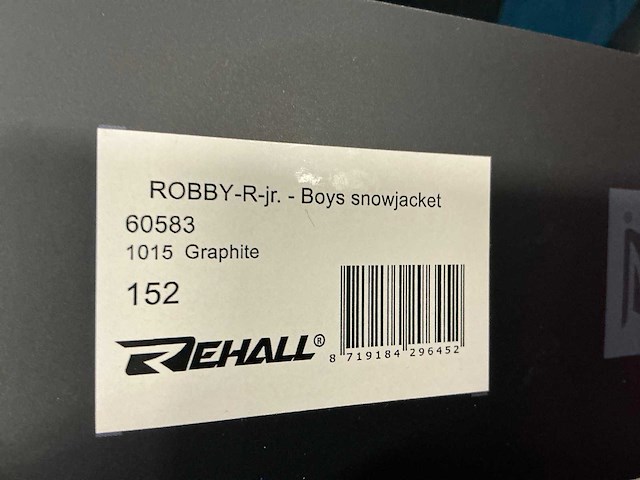 ROBBY-R-jr. - Boys snowjacket
60583
1015 Graphite
152
REHALL®
8 719184 296452